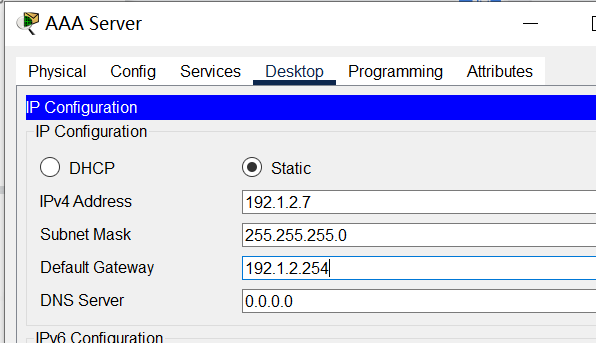 AAA Server
Physical Config Services Desktop Programming Attributes
IP Configuration
IP Configuration
DHCP Static
IPv4 Address 192.1.2.7
Subnet Mask 255.255.255.0
Default Gateway 192.1.2.254
DNS Server 0.0.0.0
IPv6 Configuration